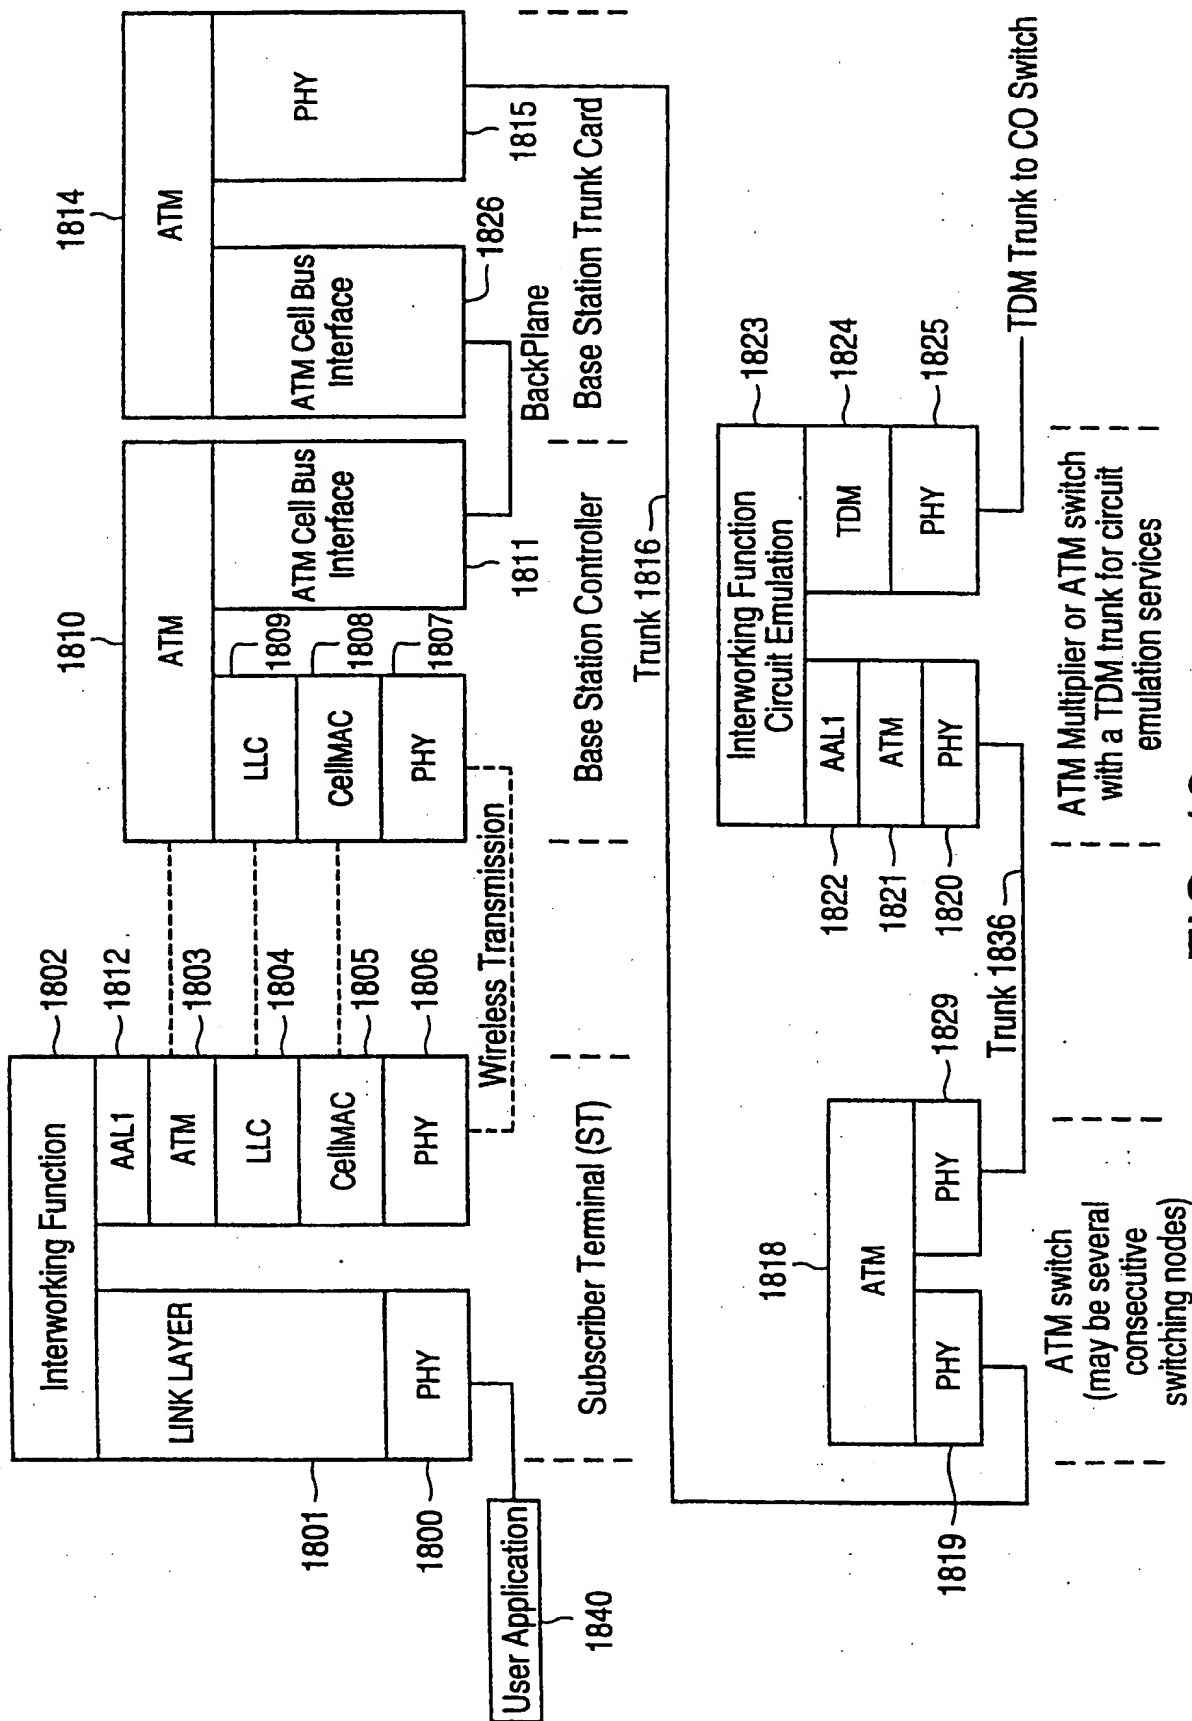 Interworking Function
1802
LINK LAYER
AAL1
1812
ATM
1803
LLC
1804
CellMAC
1805
PHY
PHY
1806
1801
1800
User Application
1840
Subscriber Terminal (ST)
Wireless Transmission
1810
ATM
LLC
1809
CellMAC
1808
PHY
1807
ATM Cell Bus
Interface
1811
Base Station Controller
1814
ATM
ATM Cell Bus
Interface
1826
PHY
1815
BackPlane
Base Station Trunk Card
Trunk 1816
1818
ATM
PHY
PHY
1829
1819
ATM switch
(may be several
consecutive
switching nodes)
Trunk 1836
Interworking Function
Circuit Emulation
1823
AAL1
1822
ATM
1821
PHY
1820
TDM
1824
PHY
1825
TDM Trunk to CO Switch
ATM Multiplier or ATM switch
with a TDM trunk for circuit
emulation services